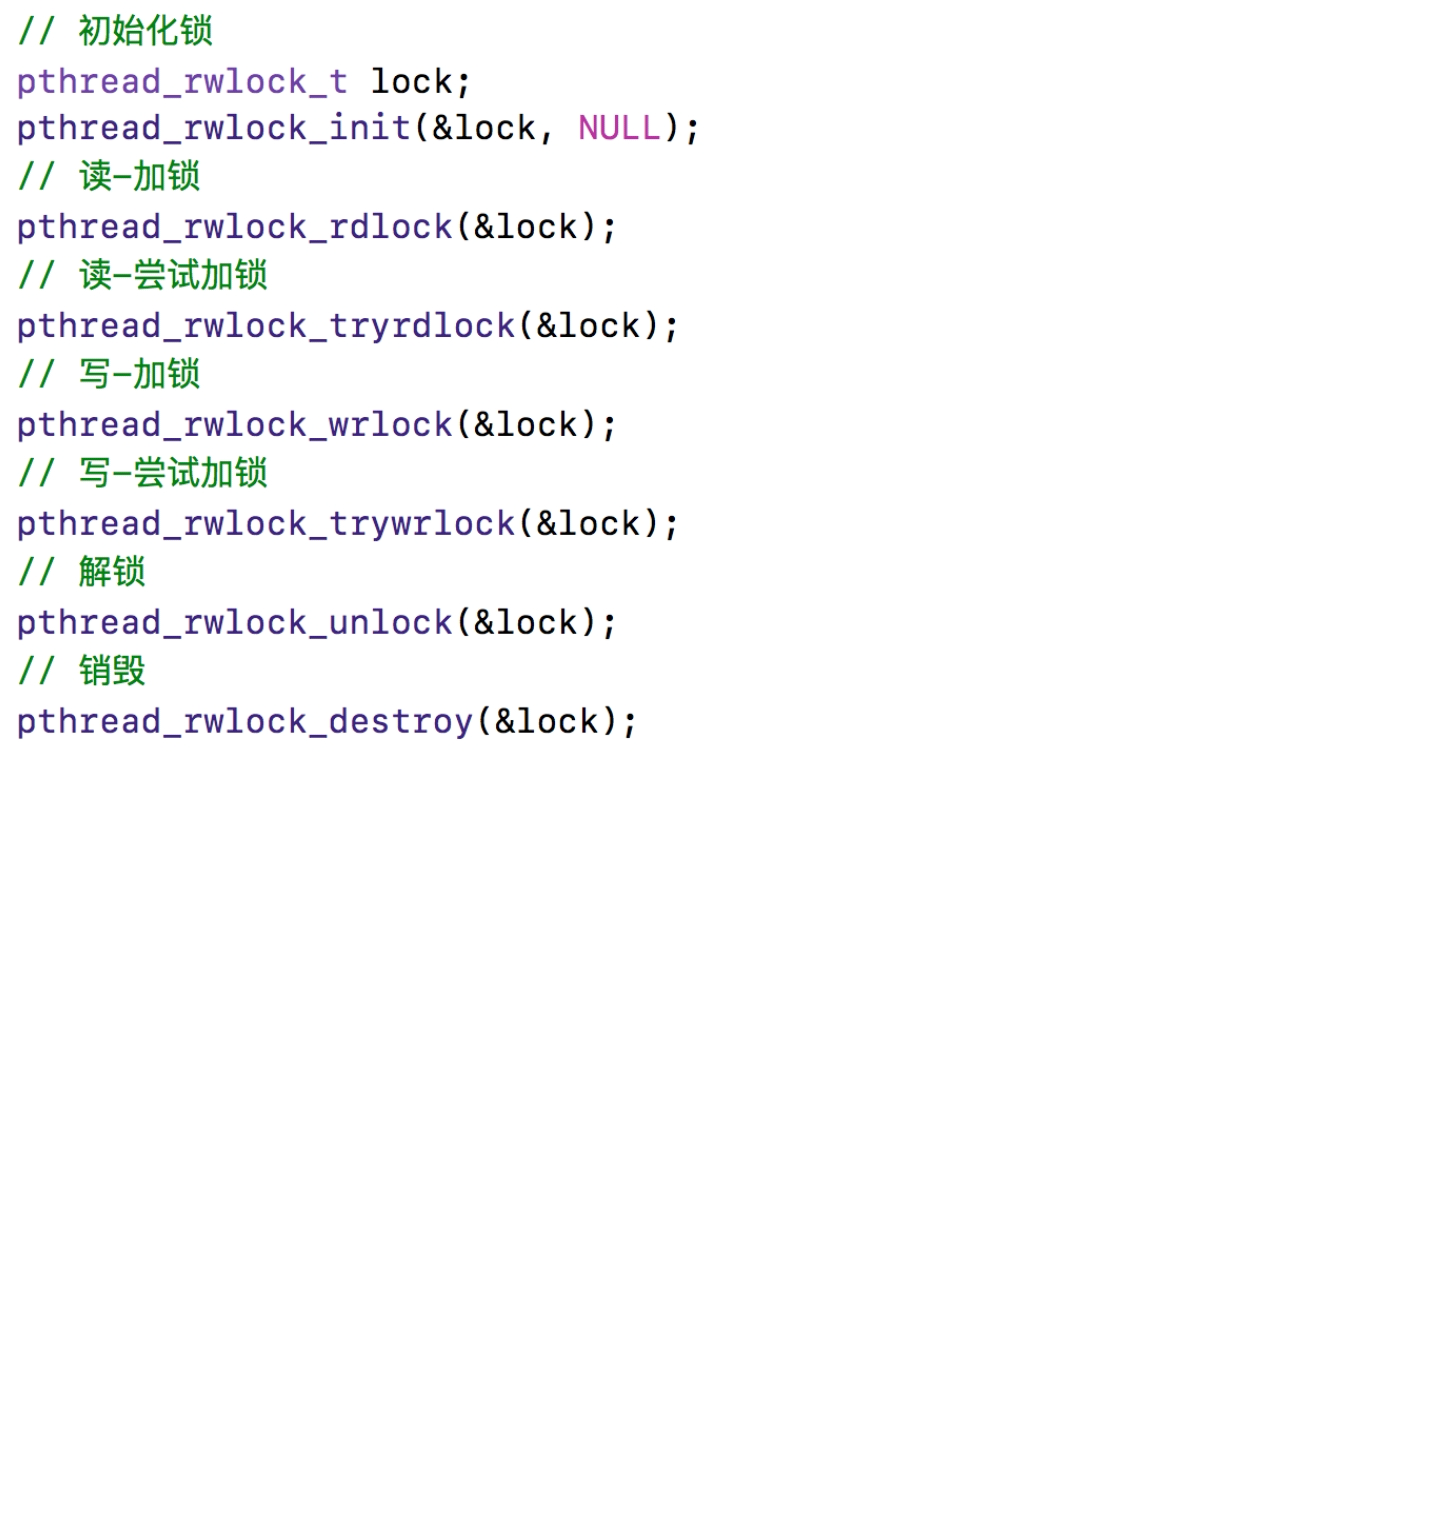 // 初始化锁
pthread_rwlock_t lock;
pthread_rwlock_init(&lock, NULL);
// 读-加锁
pthread_rwlock_rdlock(&lock);
// 读-尝试加锁
pthread_rwlock_tryrdlock(&lock);
// 写-加锁
pthread_rwlock_wrlock(&lock);
// 写-尝试加锁
pthread_rwlock_trywrlock(&lock);
// 解锁
pthread_rwlock_unlock(&lock);
// 销毁
pthread_rwlock_destroy(&lock);